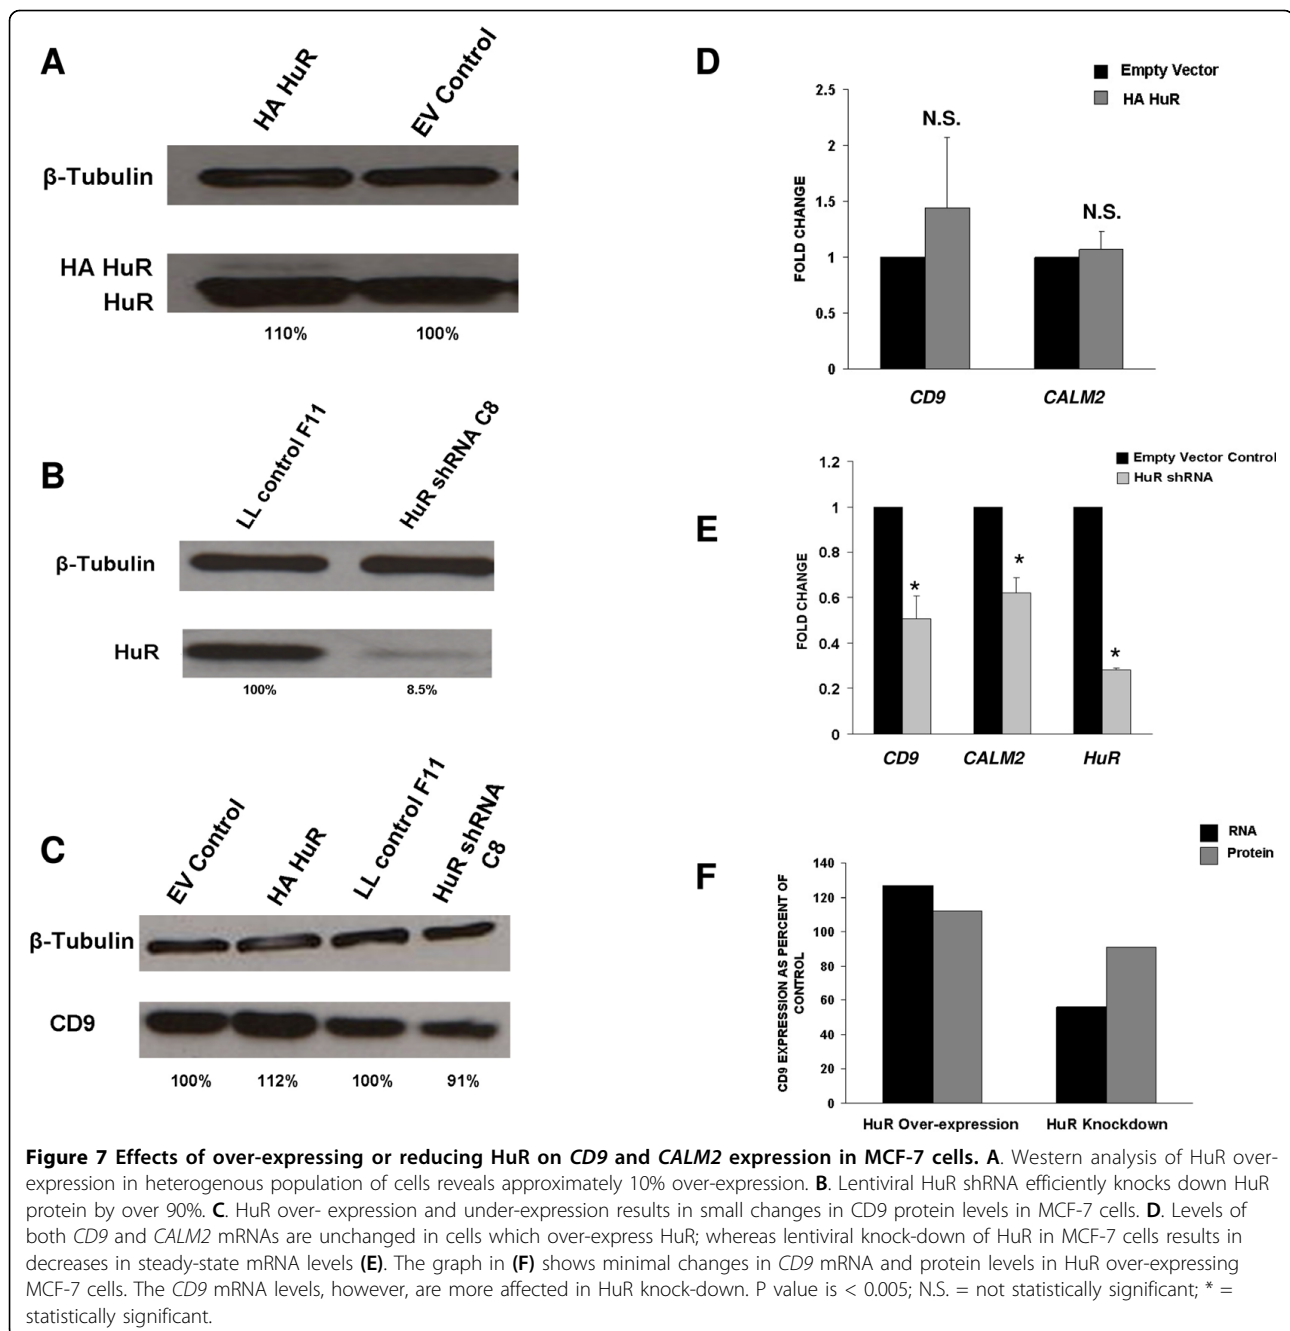 A
HA HuR
EV Control
β-Tubulin
HA HuR
HuR
110%
100%
B
LL control F11
HuR shRNA C8
β-Tubulin
HuR
100%
8.5%
C
EV Control
HA HuR
LL control F11
HuR shRNA
C8
β-Tubulin
CD9
100%
112%
100%
91%
D
Empty Vector
HA HuR
FOLD CHANGE
2.5
2
1.5
1
0.5
0
N.S.
N.S.
CD9
CALM2
E
Empty Vector Control
HuR shRNA
FOLD CHANGE
1.2
1
0.8
0.6
0.4
0.2
0
*
*
*
CD9
CALM2
HuR
F
RNA
Protein
CD9 EXPRESSION AS PERCENT OF
CONTROL
140
120
100
80
60
40
20
0
HuR Over-expression
HuR Knockdown
Figure 7 Effects of over-expressing or reducing HuR on CD9 and CALM2 expression in MCF-7 cells. A. Western analysis of HuR over-
expression in heterogenous population of cells reveals approximately 10% over-expression. B. Lentiviral HuR shRNA efficiently knocks down HuR
protein by over 90%. C. HuR over- expression and under-expression results in small changes in CD9 protein levels in MCF-7 cells. D. Levels of
both CD9 and CALM2 mRNAs are unchanged in cells which over-express HuR; whereas lentiviral knock-down of HuR in MCF-7 cells results in
decreases in steady-state mRNA levels (E). The graph in (F) shows minimal changes in CD9 mRNA and protein levels in HuR over-expressing
MCF-7 cells. The CD9 mRNA levels, however, are more affected in HuR knock-down. P value is < 0.005; N.S. = not statistically significant; * =
statistically significant.